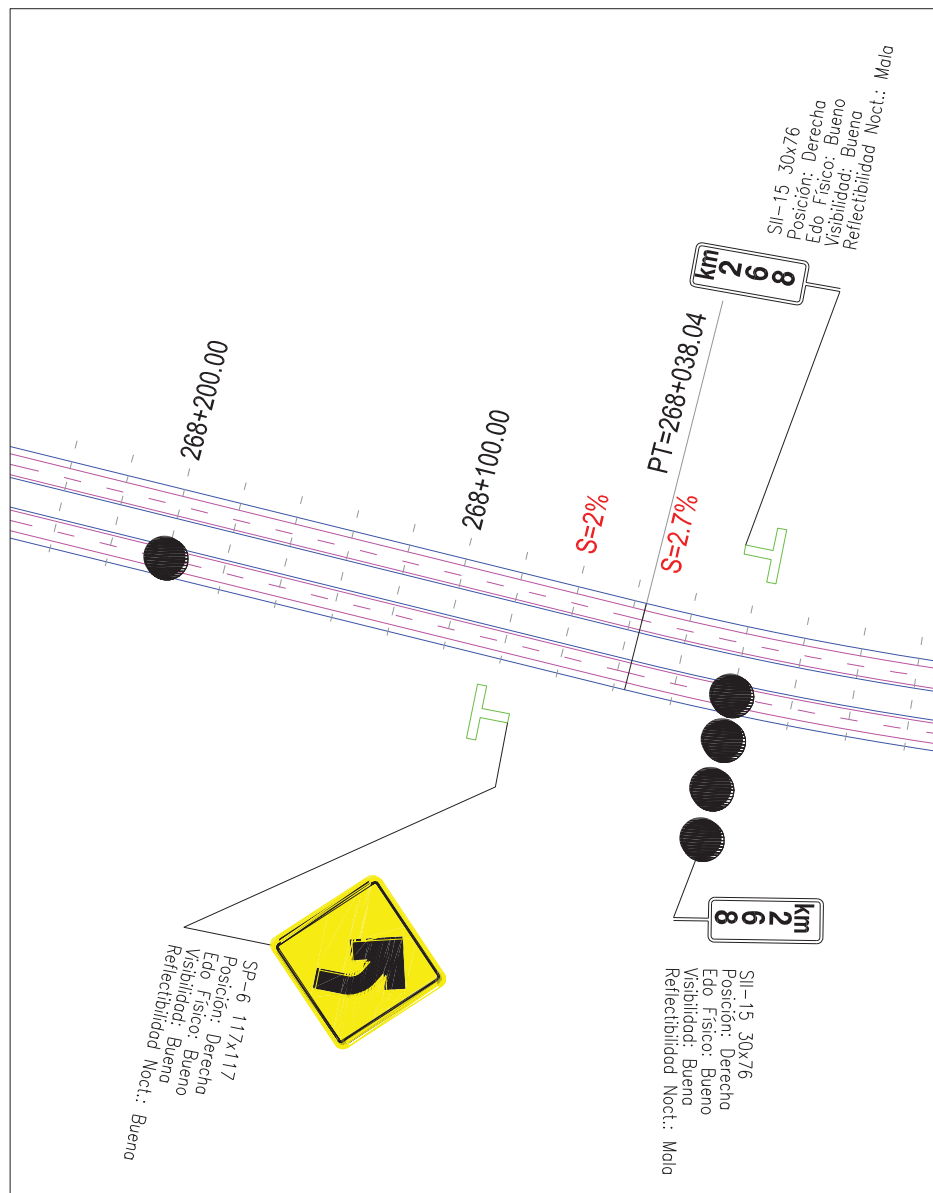 SII-15 30x76
Posición: Derecha
Edo Físico: Bueno
Visibilidad: Buena
Reflectibilidad Noct.: Mala
km
2
6
8
PT=268+038.04
268+200.00
268+100.00
S=2%
S=2.7%
km
2
6
8
SII-15 30x76
Posición: Derecha
Edo Físico: Bueno
Visibilidad: Buena
Reflectibilidad Noct.: Mala
SP-6 117x117
Posición: Derecha
Edo Físico: Bueno
Visibilidad: Buena
Reflectibilidad Noct.: Buena